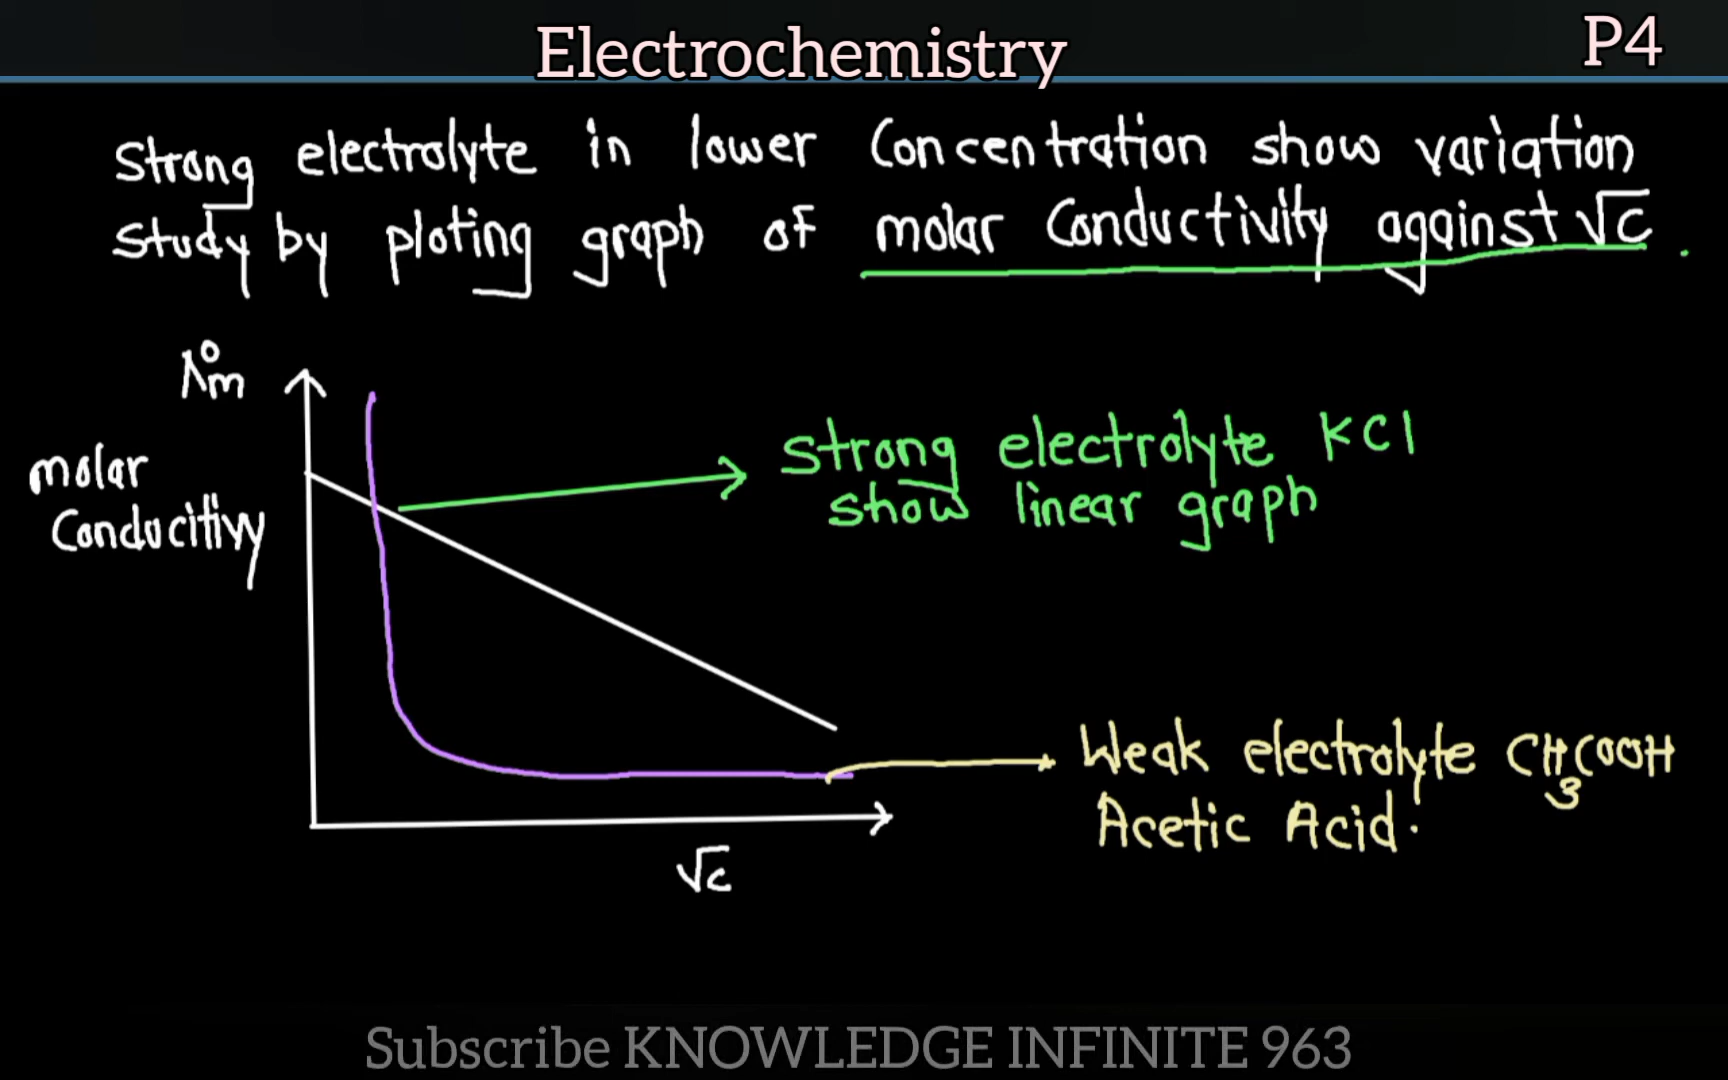 Electrochemistry
P4
Strong electrolyte in lower Concentration show variation
study by ploting graph of molar Conductivity against √c .
λ°m
molar
Conducitivy
Strong electrolyte KCl
show linear graph
Weak electrolyte CH₃COOH
Acetic Acid.
√c
Subscribe KNOWLEDGE INFINITE 963